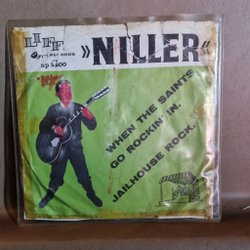 »NILLER«
WHEN THE SAINTS
GO ROCKIN' IN.
JAILHOUSE ROCK.